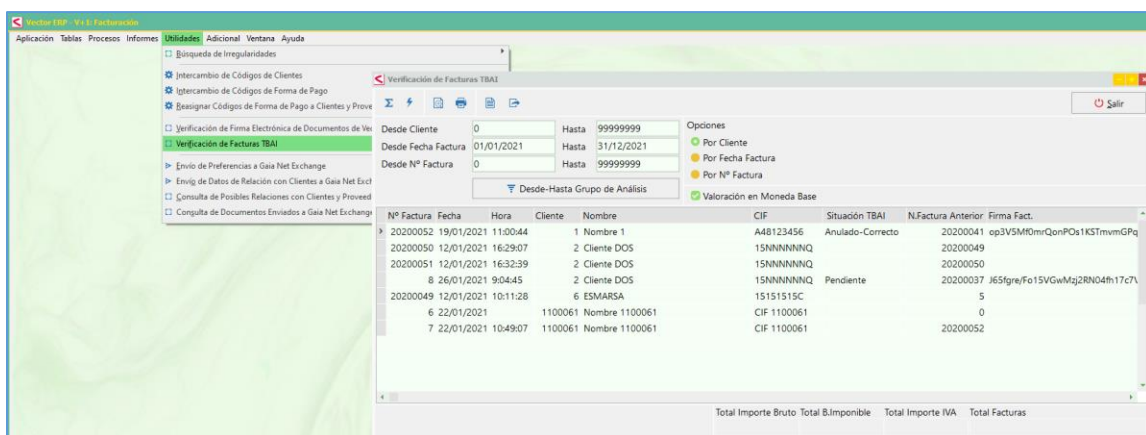 Vector ERP - V+1: Facturación
Aplicación Tablas Procesos Informes Utilidades Adicional Ventana Ayuda
Búsqueda de Irregularidades
Intercambio de Códigos de Clientes
Intercambio de Códigos de Forma de Pago
Reasignar Códigos de Forma de Pago a Clientes y Prove
Verificación de Firma Electrónica de Documentos de Ve
Verificación de Facturas TBAI
Envío de Preferencias a Gaia Net Exchange
Envío de Datos de Relación con Clientes a Gaia Net Exch
Consulta de Posibles Relaciones con Clientes y Proveed
Consulta de Documentos Enviados a Gaia Net Exchange
Verificación de Facturas TBAI
Salir
Desde Cliente 0 Hasta 99999999
Desde Fecha Factura 01/01/2021 Hasta 31/12/2021
Desde Nº Factura 0 Hasta 99999999
Desde-Hasta Grupo de Análisis
Opciones
Por Cliente
Por Fecha Factura
Por Nº Factura
Valoración en Moneda Base
Nº Factura Fecha Hora Cliente Nombre CIF Situación TBAI N.Factura Anterior Firma Fact.
20200052 19/01/2021 11:00:44 1 Nombre 1 A48123456 Anulado-Correcto 20200041 op3V5Mf0mrQonPOs1KSTmvmGPq
20200050 12/01/2021 16:29:07 2 Cliente DOS 15NNNNNNQ 20200049
20200051 12/01/2021 16:32:39 2 Cliente DOS 15NNNNNNQ 20200050
8 26/01/2021 9:04:45 2 Cliente DOS 15NNNNNNQ Pendiente 20200037 J65fgre/Fo15VGwMzj2RN04fh17c7V
20200049 12/01/2021 10:11:28 6 ESMARSA 15151515C 5
6 22/01/2021 1100061 Nombre 1100061 CIF 1100061 0
7 22/01/2021 10:49:07 1100061 Nombre 1100061 CIF 1100061 20200052
Total Importe Bruto Total B.Imponible Total Importe IVA Total Facturas